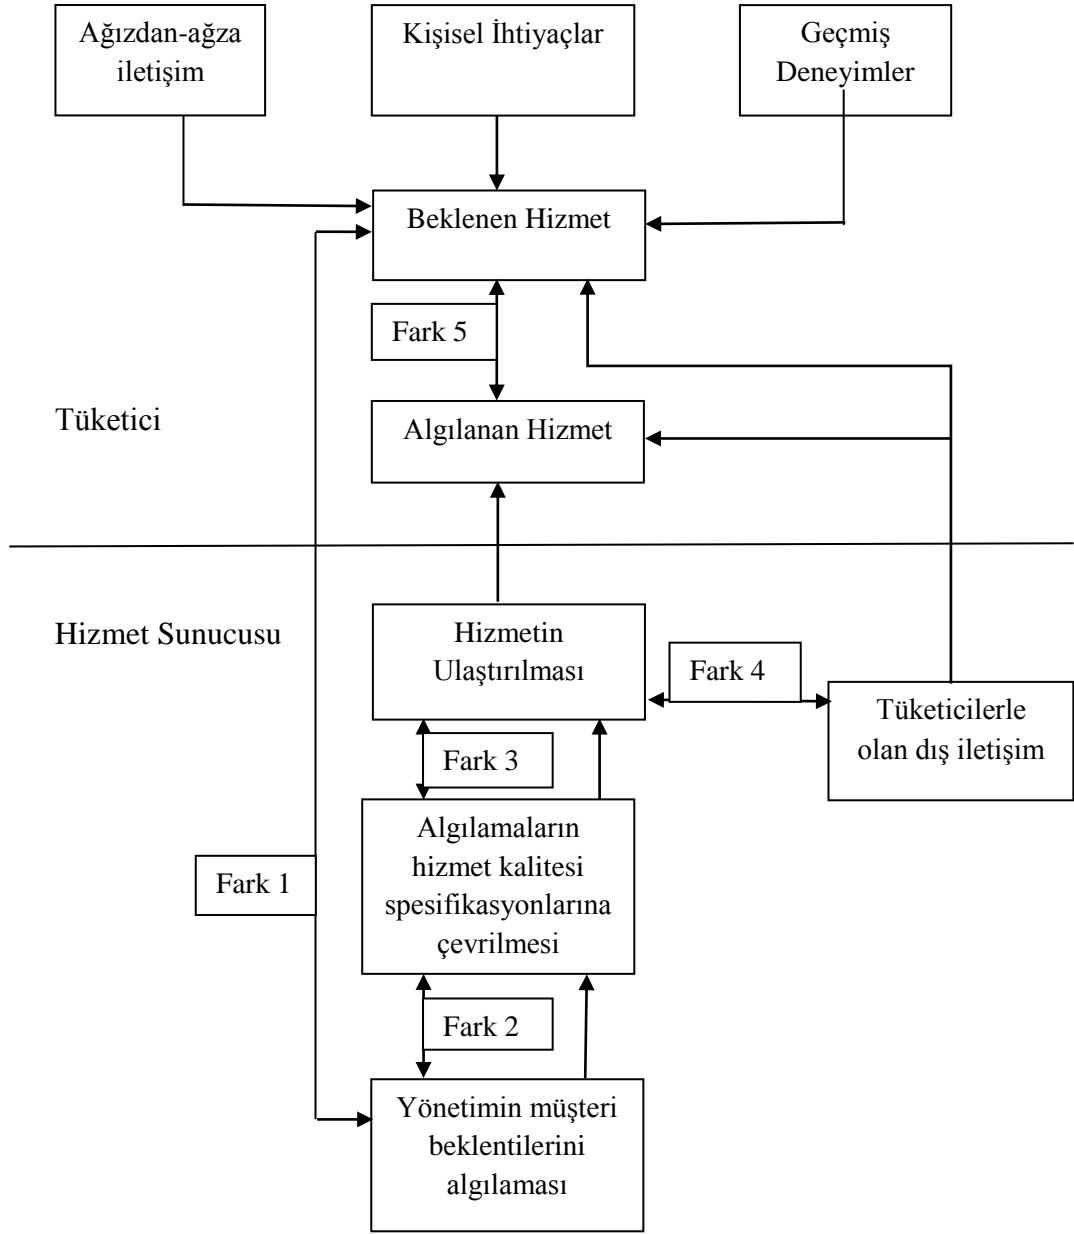 Ağızdan-ağza
iletişim
Kişisel İhtiyaçlar
Geçmiş
Deneyimler
Beklenen Hizmet
Fark 5
Tüketici
Algılanan Hizmet
Hizmet Sunucusu
Hizmetin
Ulaştırılması
Fark 4
Tüketicilerle
olan dış iletişim
Fark 3
Algılamaların
hizmet kalitesi
spesifikasyonlarına
çevrilmesi
Fark 1
Fark 2
Yönetimin müşteri
beklentilerini
algılaması